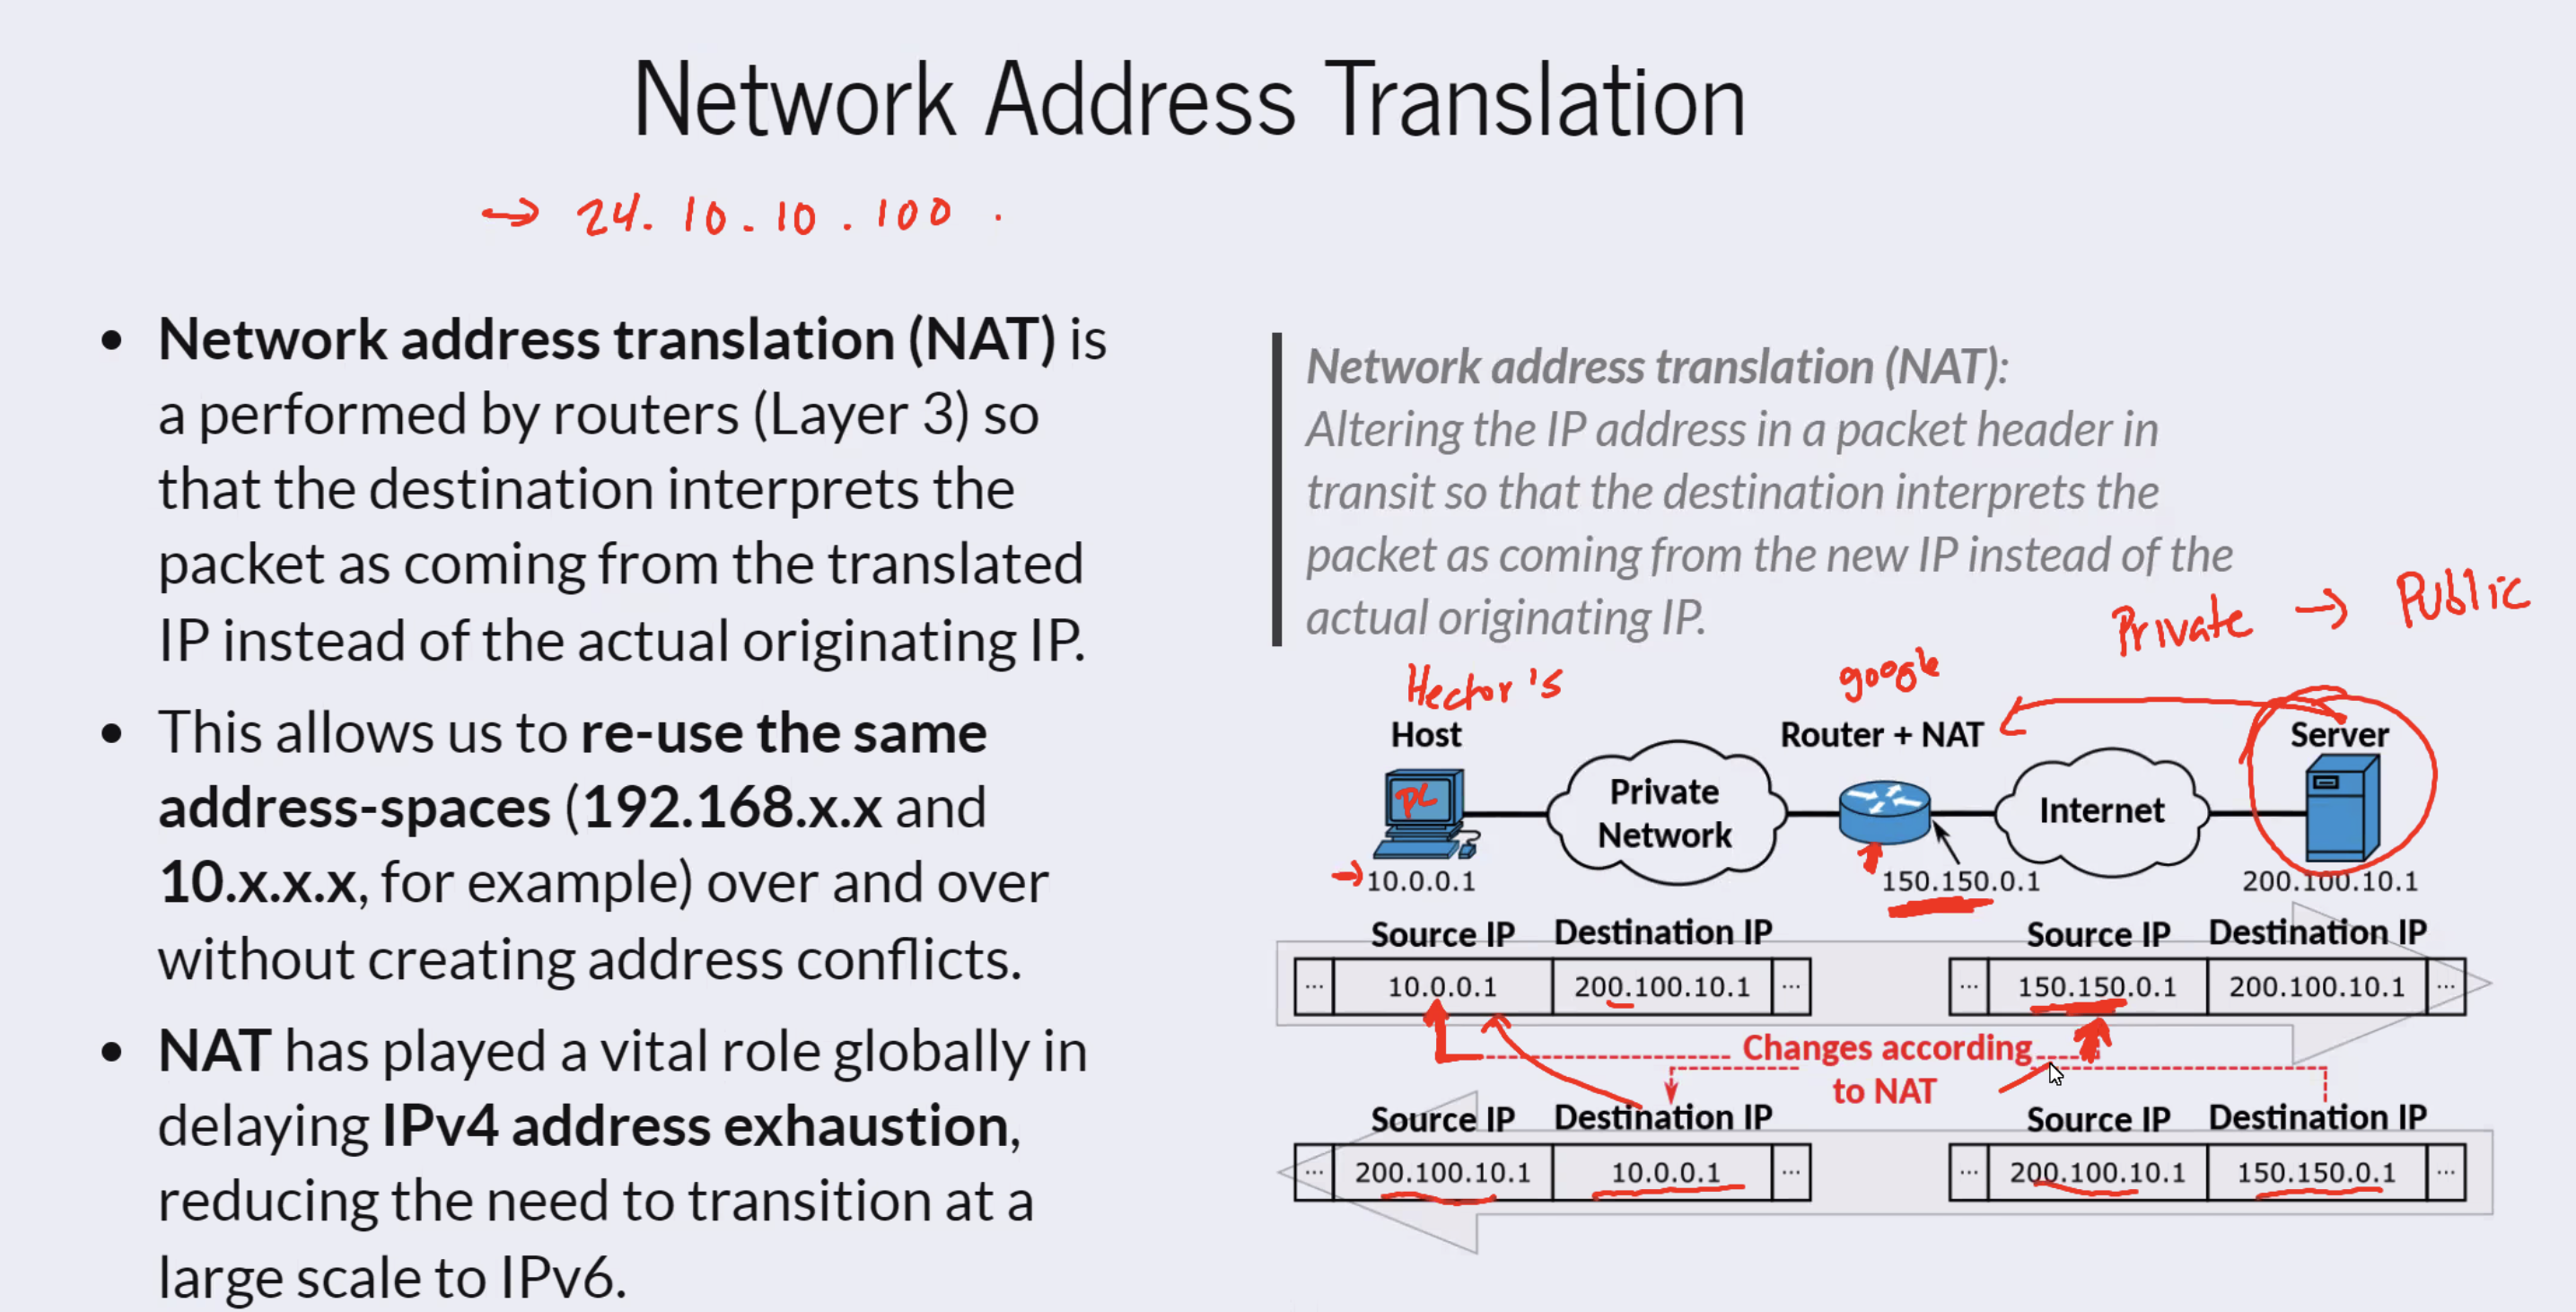 Network Address Translation
→ 24.10.10.100 .
• Network address translation (NAT) is
a performed by routers (Layer 3) so
that the destination interprets the
packet as coming from the translated
IP instead of the actual originating IP.
• This allows us to re-use the same
address-spaces (192.168.x.x and
10.x.x.x, for example) over and over
without creating address conflicts.
• NAT has played a vital role globally in
delaying IPv4 address exhaustion,
reducing the need to transition at a
large scale to IPv6.
Network address translation (NAT):
Altering the IP address in a packet header in
transit so that the destination interprets the
packet as coming from the new IP instead of the
actual originating IP.
Private → Public
Hector's google
Host Router + NAT Server
PC Private Network Internet
10.0.0.1 150.150.0.1 200.100.10.1
Source IP Destination IP Source IP Destination IP
... 10.0.0.1 200.100.10.1 ... ... 150.150.0.1 200.100.10.1 ...
Changes according
to NAT
Source IP Destination IP Source IP Destination IP
... 200.100.10.1 10.0.0.1 ... ... 200.100.10.1 150.150.0.1 ...